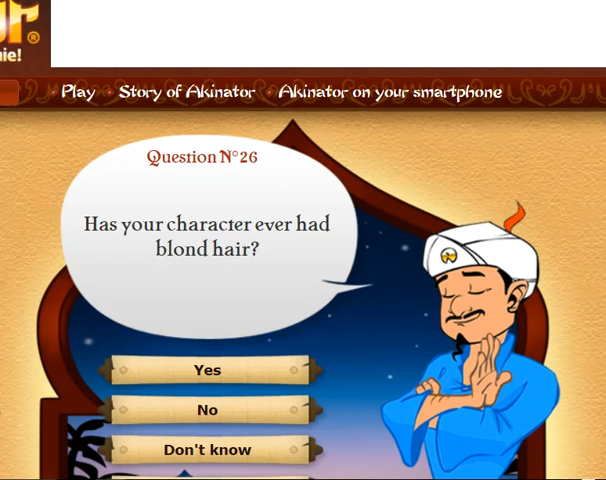 r®
ie!
Play
Story of Akinator
Akinator on your smartphone
Question N°26
Has your character ever had
blond hair?
Yes
No
Don't know